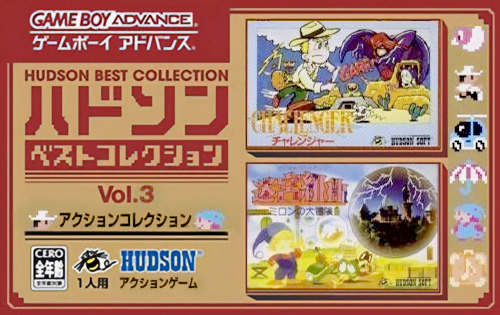 GAME BOY ADVANCE
ゲームボーイ アドバンス
HUDSON BEST COLLECTION
ハドソン
ベストコレクション
Vol.3
アクションコレクション
CERO
全年齢
HUDSON
1人用 アクションゲーム
CHALLENGER
チャレンジャー
HUDSON SOFT
迷宮組曲
ミロンの大冒険
HUDSON SOFT